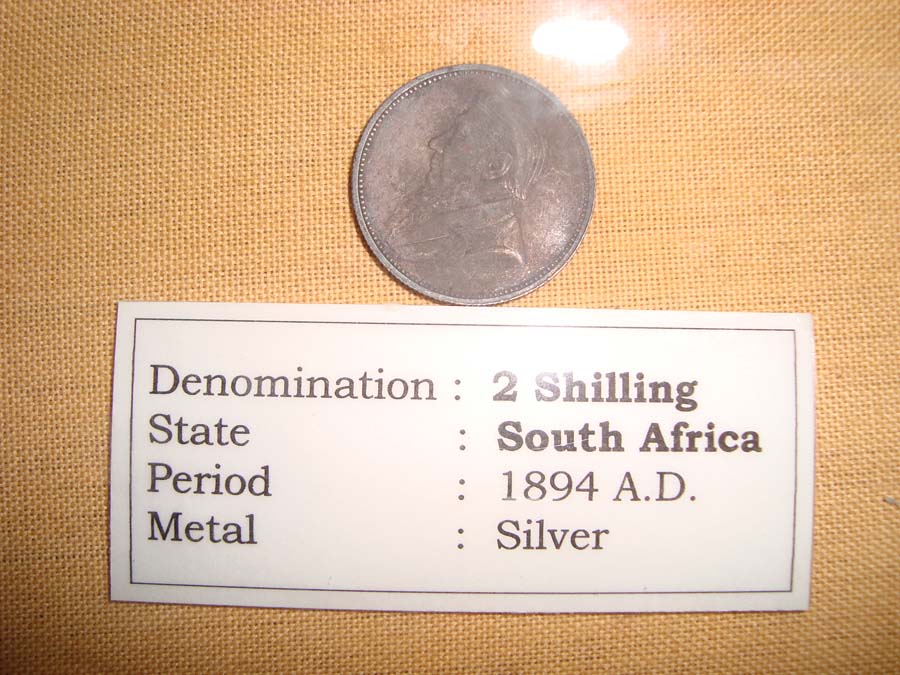 Denomination : 2 Shilling
State : South Africa
Period : 1894 A.D.
Metal : Silver